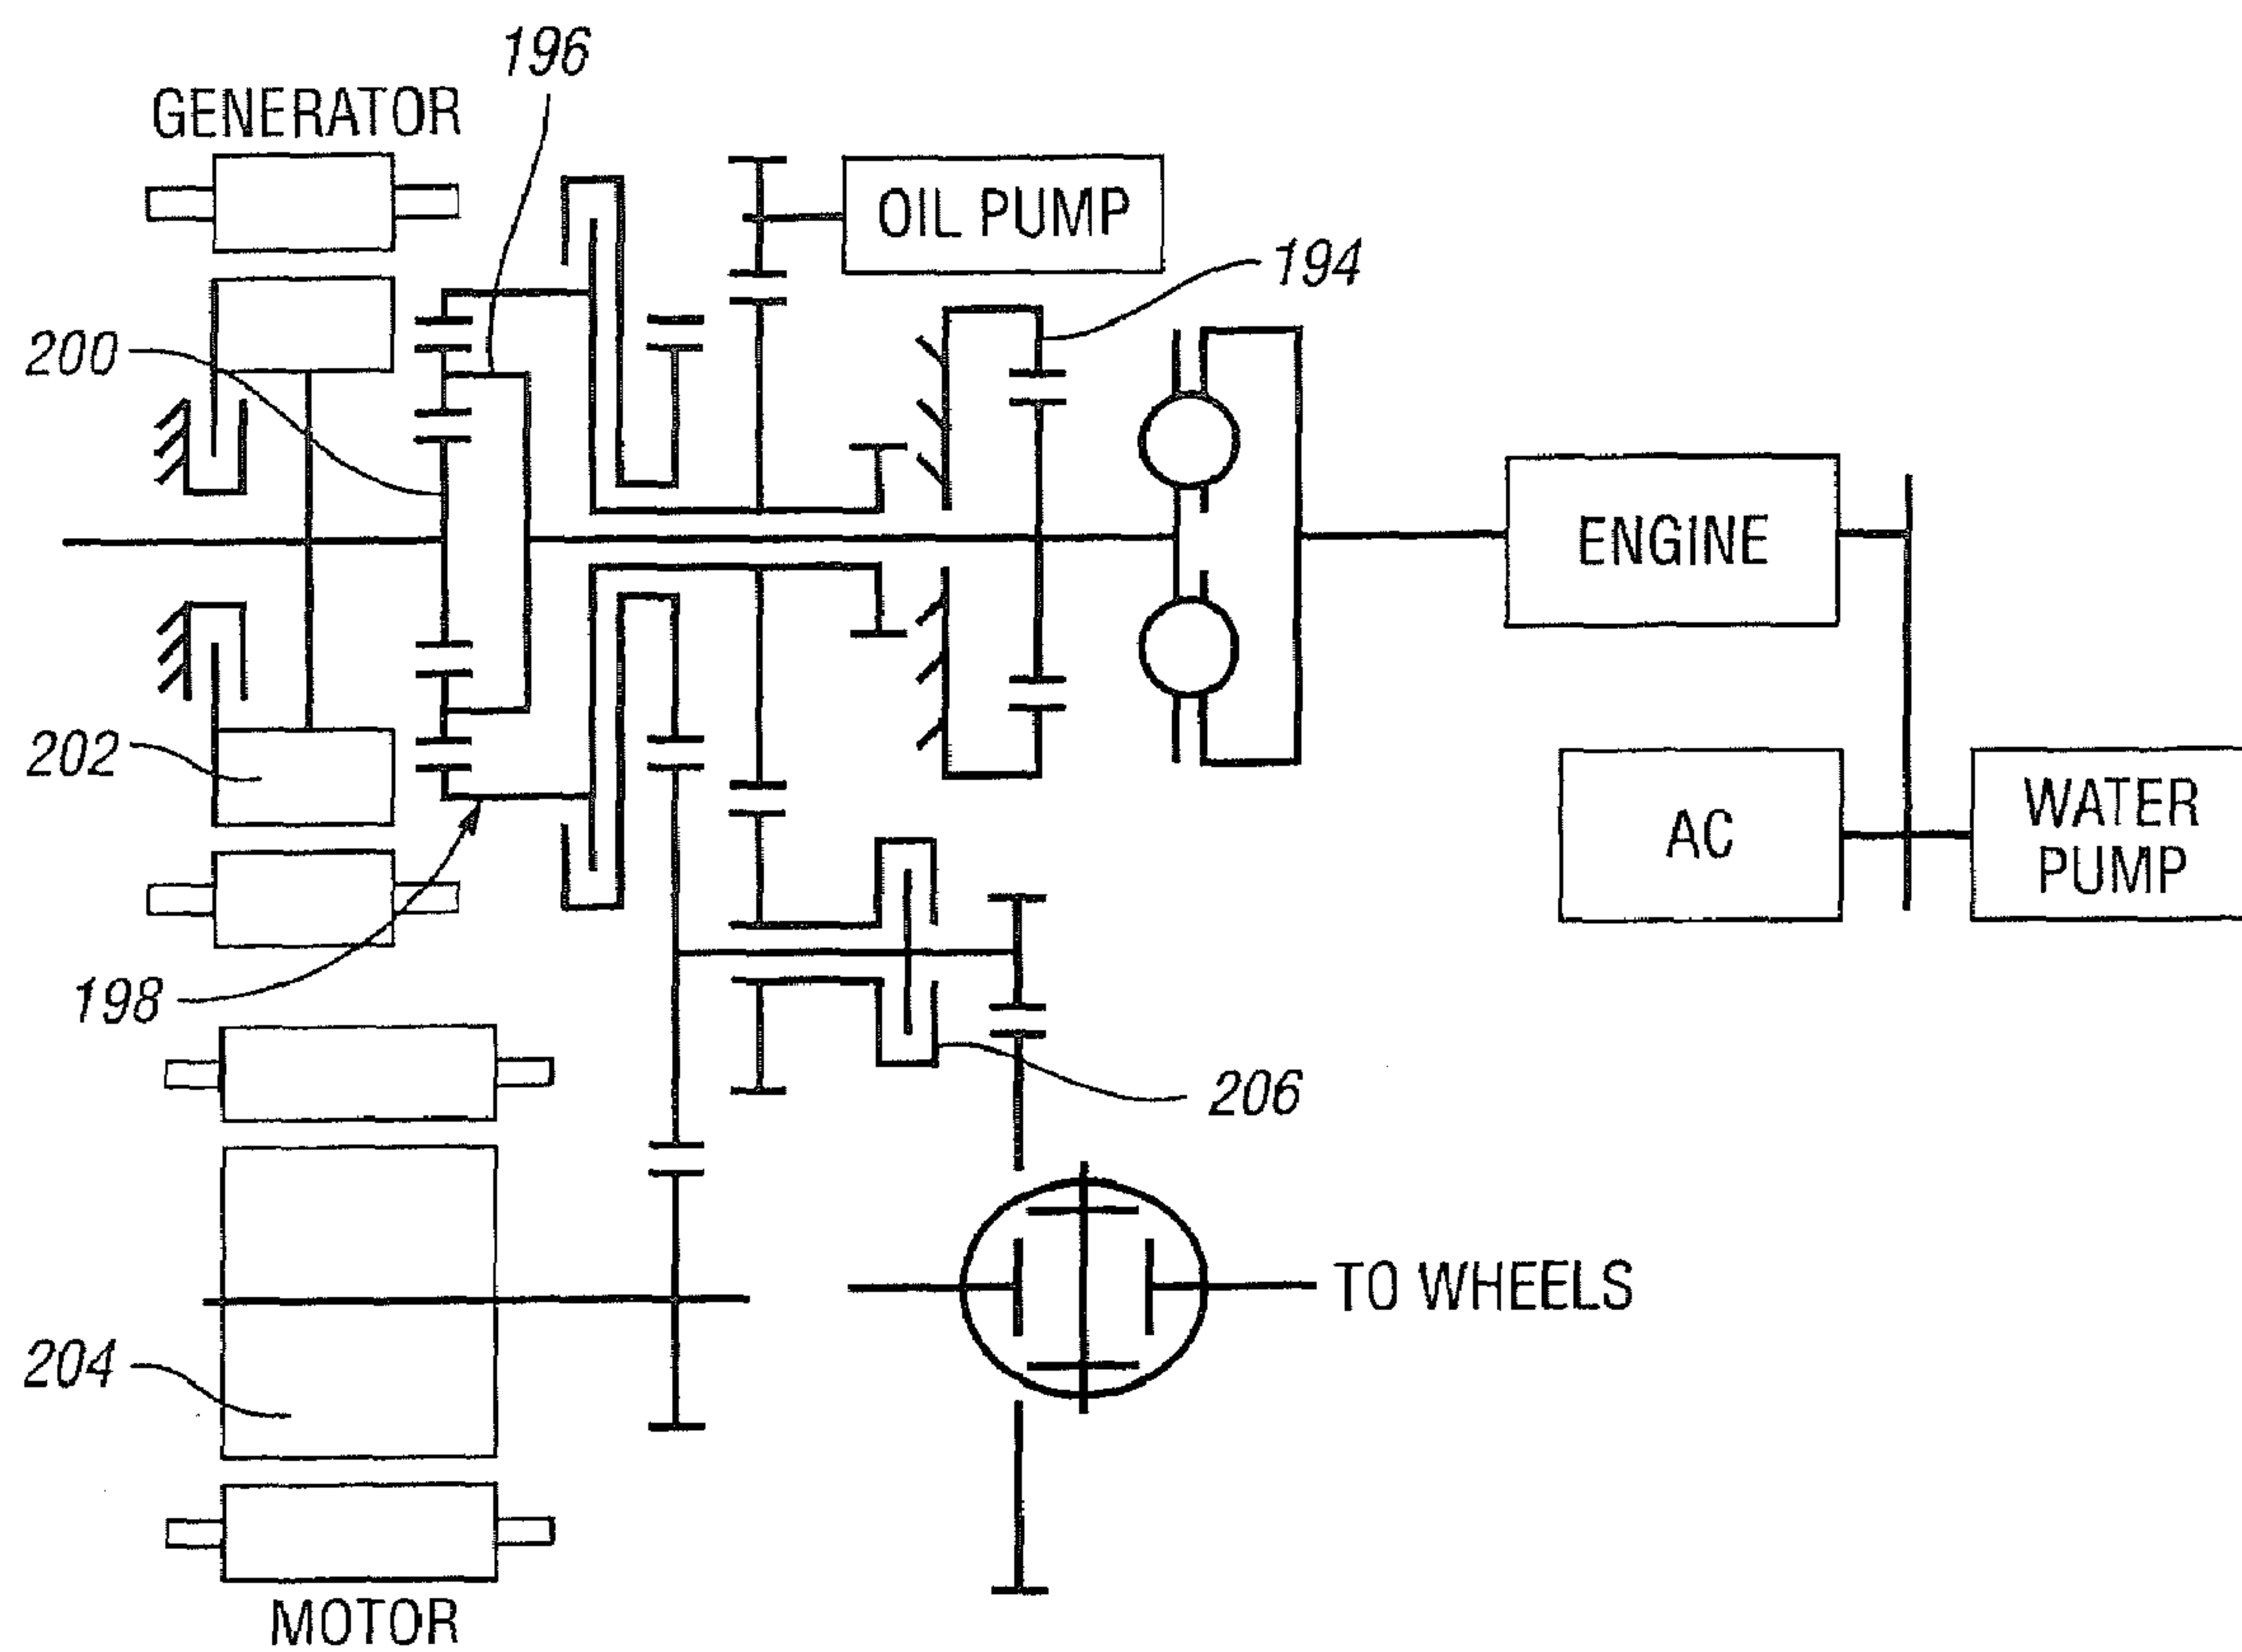 196
GENERATOR
OIL PUMP
194
200
ENGINE
202
AC
WATER
PUMP
198
206
TO WHEELS
204
MOTOR